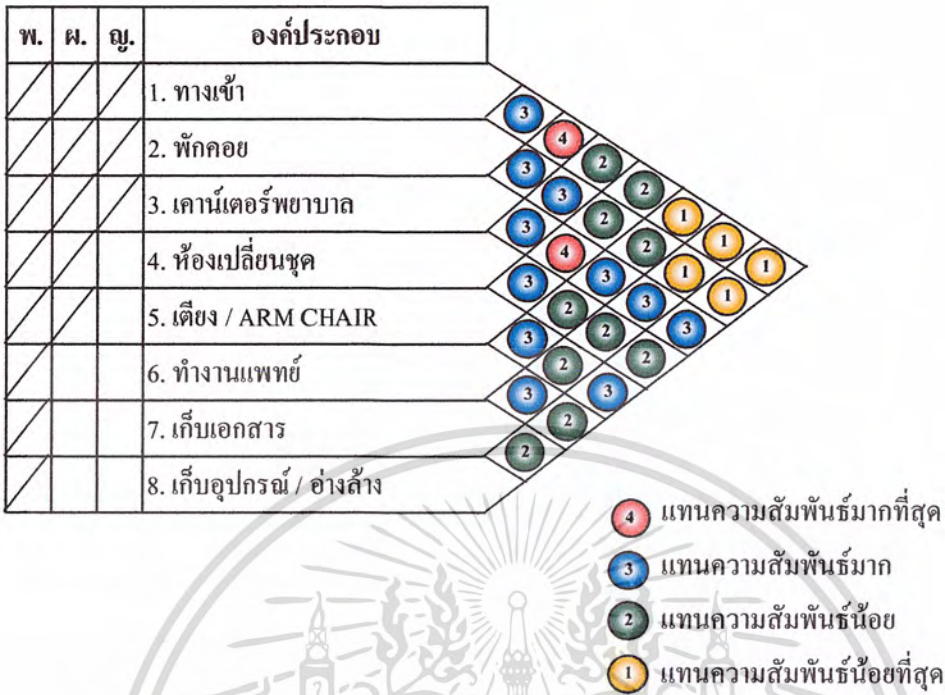 พ. ผ. ญ. องค์ประกอบ
1. ทางเข้า
3 4 2 2 1 1 1
2. พักคอย
3 3 2 2 1 1
3. เคาน์เตอร์พยาบาล
3 4 3 3 3
4. ห้องเปลี่ยนชุด
3 2 2 2
5. เตียง / ARM CHAIR
3 2 3
6. ทำงานแพทย์
3 2
7. เก็บเอกสาร
2
8. เก็บอุปกรณ์ / อ่างล้าง
4 แทนความสัมพันธ์มากที่สุด
3 แทนความสัมพันธ์มาก
2 แทนความสัมพันธ์น้อย
1 แทนความสัมพันธ์น้อยที่สุด